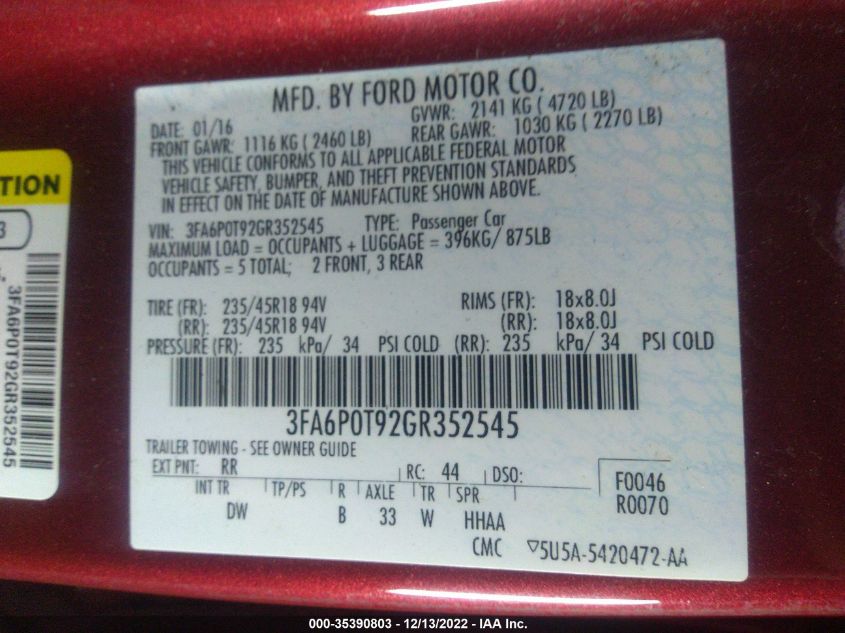 MFD. BY FORD MOTOR CO.
DATE: 01/16
GVWR: 2141 KG ( 4720 LB)
FRONT GAWR: 1116 KG ( 2460 LB)
REAR GAWR: 1030 KG ( 2270 LB)
THIS VEHICLE CONFORMS TO ALL APPLICABLE FEDERAL MOTOR
VEHICLE SAFETY, BUMPER, AND THEFT PREVENTION STANDARDS
IN EFFECT ON THE DATE OF MANUFACTURE SHOWN ABOVE.
VIN: 3FA6P0T92GR352545 TYPE: Passenger Car
MAXIMUM LOAD = OCCUPANTS + LUGGAGE = 396KG/ 875LB
OCCUPANTS = 5 TOTAL; 2 FRONT, 3 REAR
TIRE (FR): 235/45R18 94V RIMS (FR): 18x8.0J
(RR): 235/45R18 94V (RR): 18x8.0J
PRESSURE (FR): 235 kPa/ 34 PSI COLD (RR): 235 kPa/ 34 PSI COLD
3FA6P0T92GR352545
TRAILER TOWING - SEE OWNER GUIDE
EXT PNT: RR RC: 44 DSO:
INT TR TP/PS R AXLE TR SPR
DW B 33 W HHAA
F0046
R0070
CMC ▽5U5A-5420472-AA
TION
3
3FA6P0T92GR352545
000-35390803 - 12/13/2022 - IAA Inc.